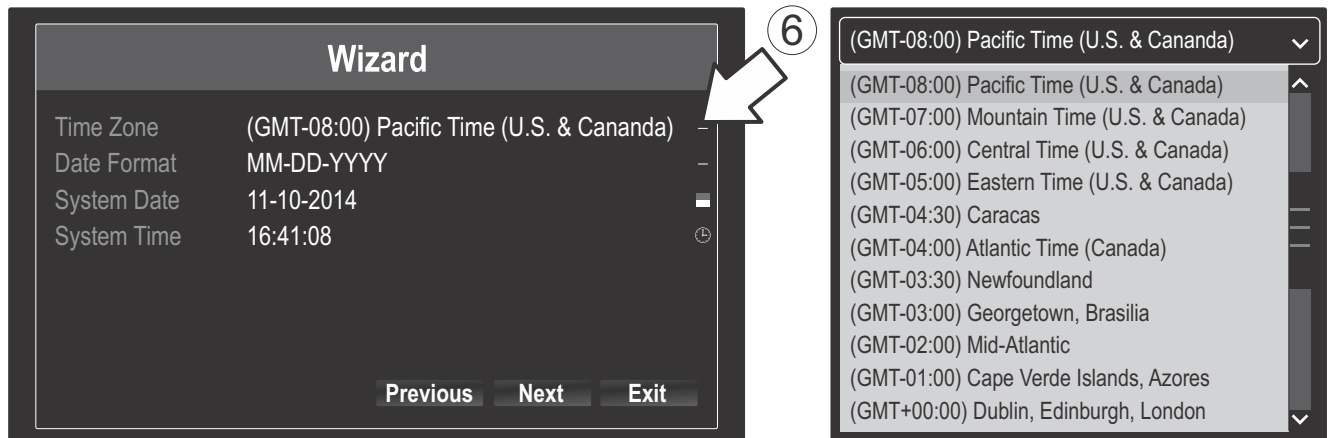 Wizard
Time Zone (GMT-08:00) Pacific Time (U.S. & Cananda)
Date Format MM-DD-YYYY
System Date 11-10-2014
System Time 16:41:08
Previous Next Exit
6
(GMT-08:00) Pacific Time (U.S. & Cananda)
(GMT-08:00) Pacific Time (U.S. & Canada)
(GMT-07:00) Mountain Time (U.S. & Canada)
(GMT-06:00) Central Time (U.S. & Canada)
(GMT-05:00) Eastern Time (U.S. & Canada)
(GMT-04:30) Caracas
(GMT-04:00) Atlantic Time (Canada)
(GMT-03:30) Newfoundland
(GMT-03:00) Georgetown, Brasilia
(GMT-02:00) Mid-Atlantic
(GMT-01:00) Cape Verde Islands, Azores
(GMT+00:00) Dublin, Edinburgh, London